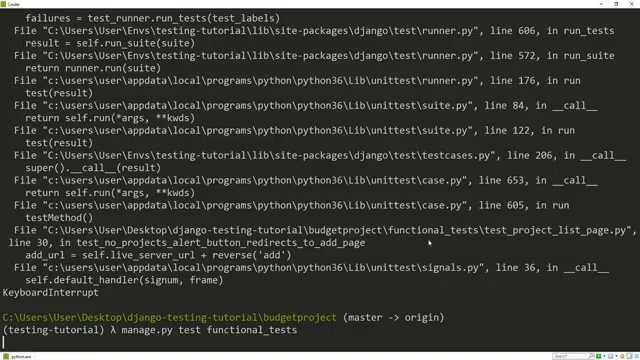 Cmder
failures = test_runner.run_tests(test_labels)
File "C:\Users\User\Envs\testing-tutorial\lib\site-packages\django\test\runner.py", line 606, in run_tests
result = self.run_suite(suite)
File "C:\Users\User\Envs\testing-tutorial\lib\site-packages\django\test\runner.py", line 572, in run_suite
return runner.run(suite)
File "c:\users\user\appdata\local\programs\python\python36\Lib\unittest\runner.py", line 176, in run
test(result)
File "c:\users\user\appdata\local\programs\python\python36\Lib\unittest\suite.py", line 84, in __call__
return self.run(*args, **kwds)
File "c:\users\user\appdata\local\programs\python\python36\Lib\unittest\suite.py", line 122, in run
test(result)
File "C:\Users\User\Envs\testing-tutorial\lib\site-packages\django\test\testcases.py", line 206, in __call__
super().__call__(result)
File "c:\users\user\appdata\local\programs\python\python36\Lib\unittest\case.py", line 653, in __call__
return self.run(*args, **kwds)
File "c:\users\user\appdata\local\programs\python\python36\Lib\unittest\case.py", line 605, in run
testMethod()
File "C:\Users\User\Desktop\django-testing-tutorial\budgetproject\functional_tests\test_project_list_page.py",
line 30, in test_no_projects_alert_button_redirects_to_add_page
add_url = self.live_server_url + reverse('add')
File "c:\users\user\appdata\local\programs\python\python36\Lib\unittest\signals.py", line 36, in __call__
self.default_handler(signum, frame)
KeyboardInterrupt
C:\Users\User\Desktop\django-testing-tutorial\budgetproject (master -> origin)
(testing-tutorial) λ manage.py test functional_tests
python.exe
Search